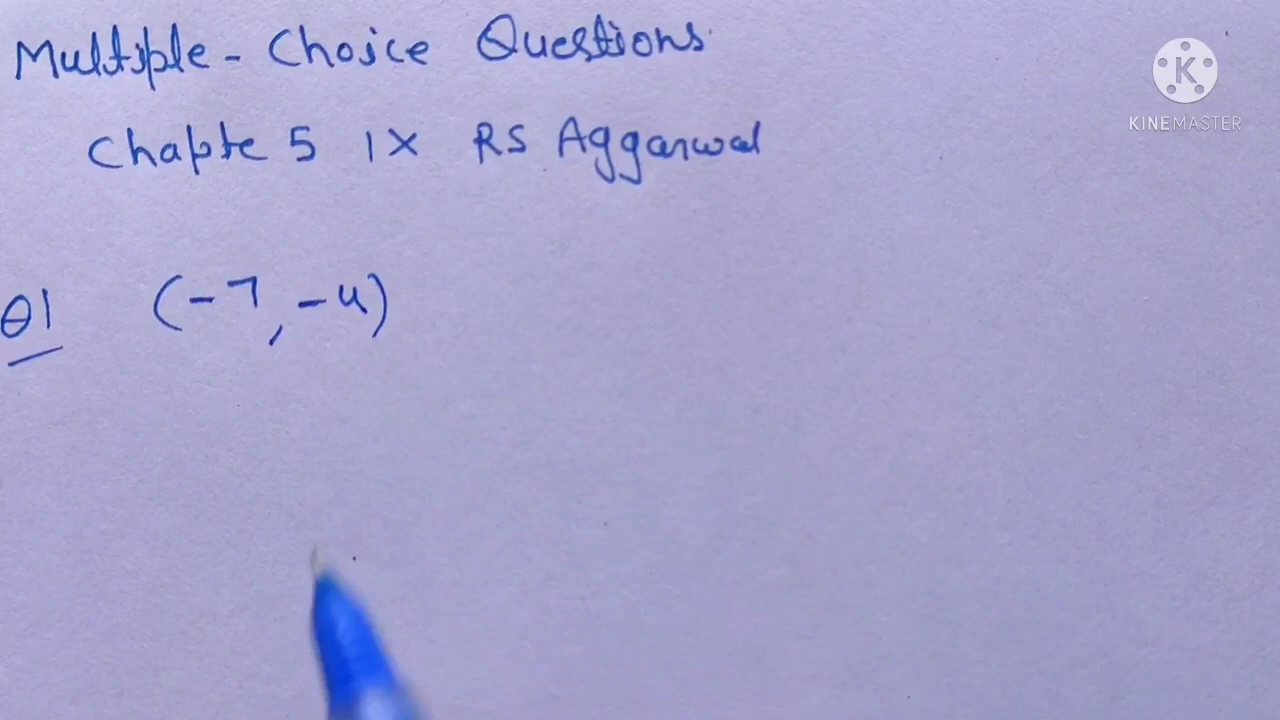 Multiple - Choice Questions
K
KINEMASTER
Chapte 5 IX RS Aggarwal
Q1 (-7, -4)